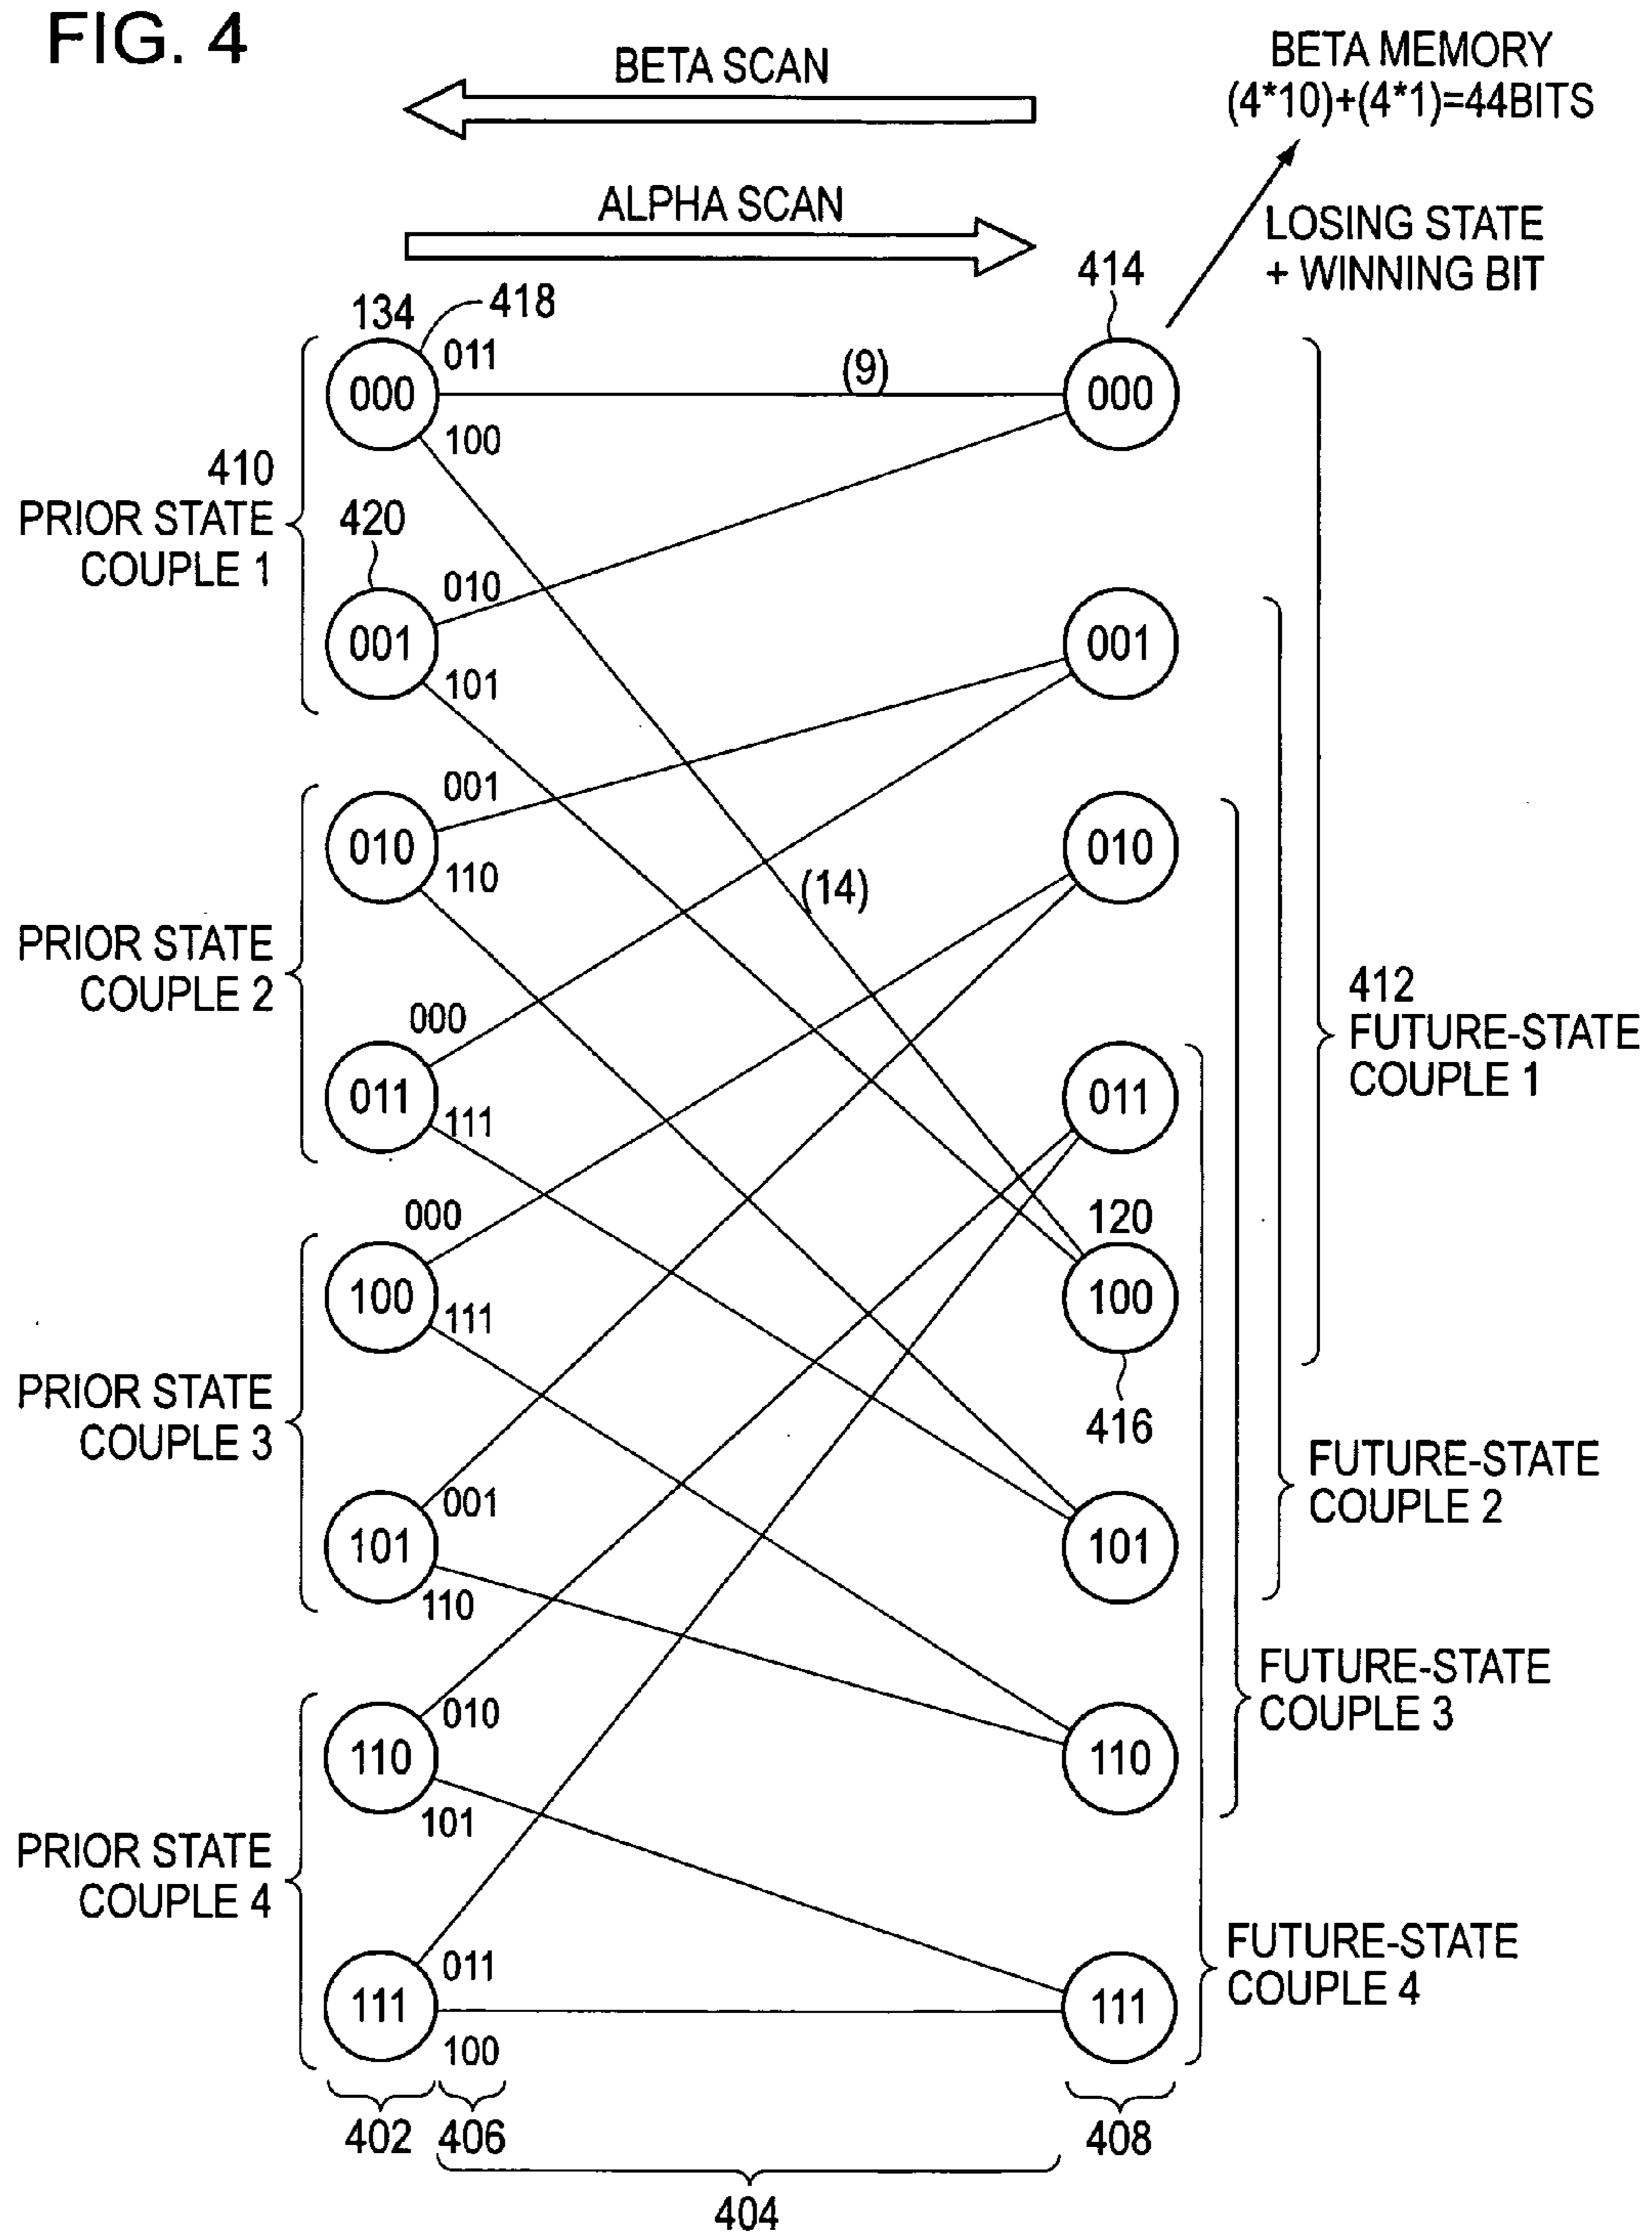 FIG. 4
BETA SCAN
BETA MEMORY
(4*10)+(4*1)=44BITS
ALPHA SCAN
LOSING STATE
+ WINNING BIT
414
134
418
011
000
(9)
000
100
410
PRIOR STATE
COUPLE 1
420
010
001
001
101
001
010
010
110
(14)
PRIOR STATE
COUPLE 2
412
FUTURE-STATE
COUPLE 1
000
011
011
111
000
120
100
100
111
PRIOR STATE
COUPLE 3
416
FUTURE-STATE
COUPLE 2
001
101
101
110
FUTURE-STATE
COUPLE 3
010
110
110
101
PRIOR STATE
COUPLE 4
FUTURE-STATE
COUPLE 4
011
111
111
100
402
406
408
404